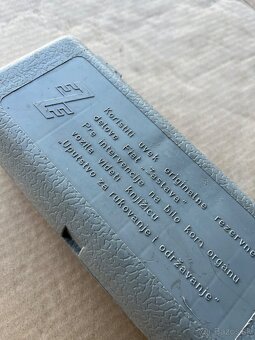 Koristiti uvek originalne rezervne
delove Fiat „Zastava"
Pre intervencije na bilo kom organu
vozila videti knjižicu
„Uputstvo za rukovanje i održavanje"